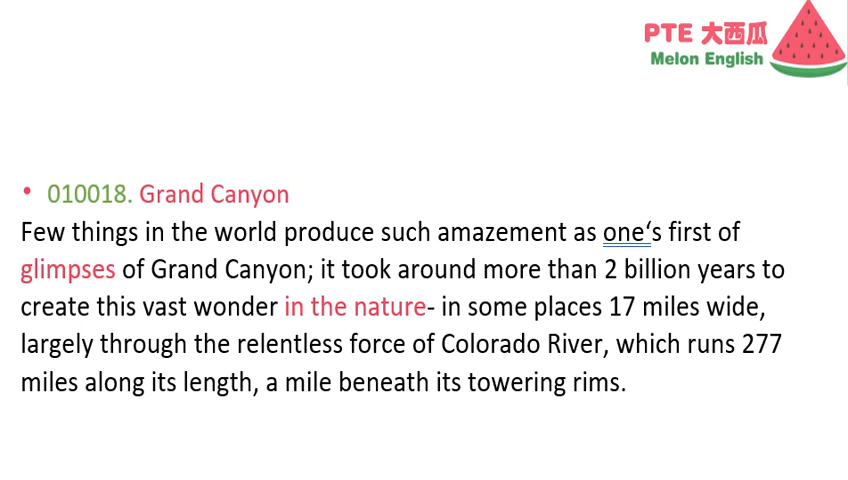 PTE 大西瓜
Melon English
• 010018. Grand Canyon
Few things in the world produce such amazement as one‘s first of
glimpses of Grand Canyon; it took around more than 2 billion years to
create this vast wonder in the nature- in some places 17 miles wide,
largely through the relentless force of Colorado River, which runs 277
miles along its length, a mile beneath its towering rims.